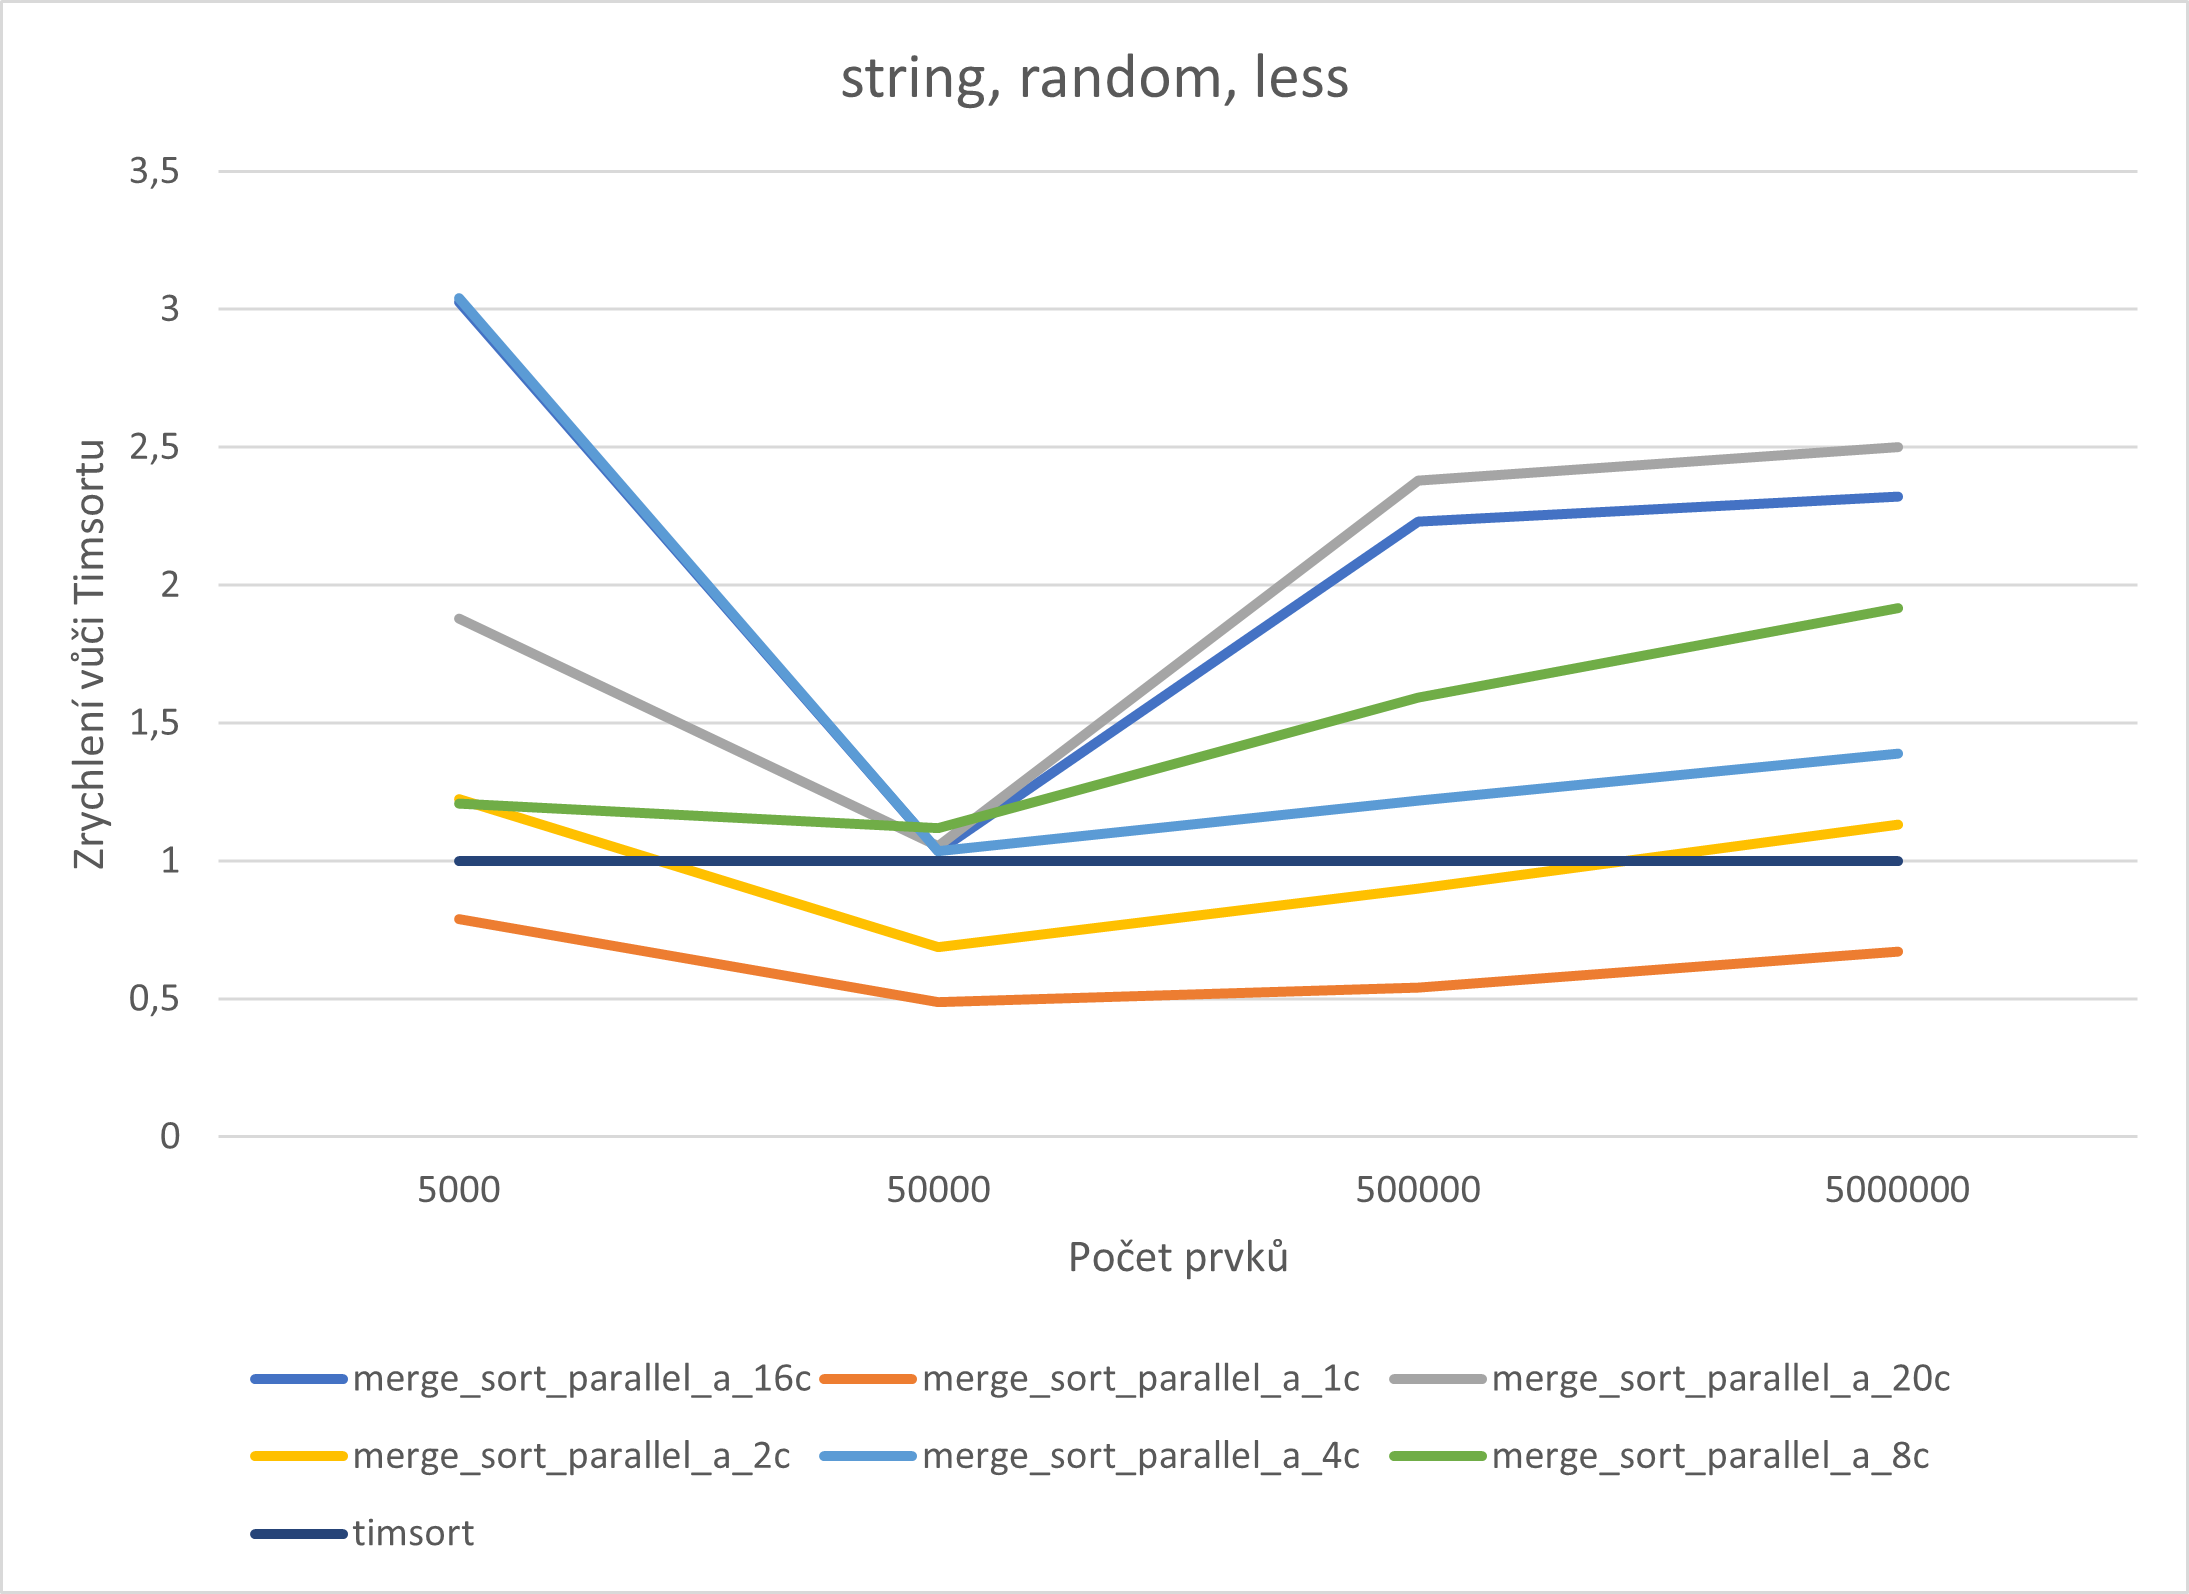 string, random, less
Zrychlení vůči Timsortu
3,5
3
2,5
2
1,5
1
0,5
0
5000 50000 500000 5000000
Počet prvků
merge_sort_parallel_a_16c merge_sort_parallel_a_1c merge_sort_parallel_a_20c
merge_sort_parallel_a_2c merge_sort_parallel_a_4c merge_sort_parallel_a_8c
timsort